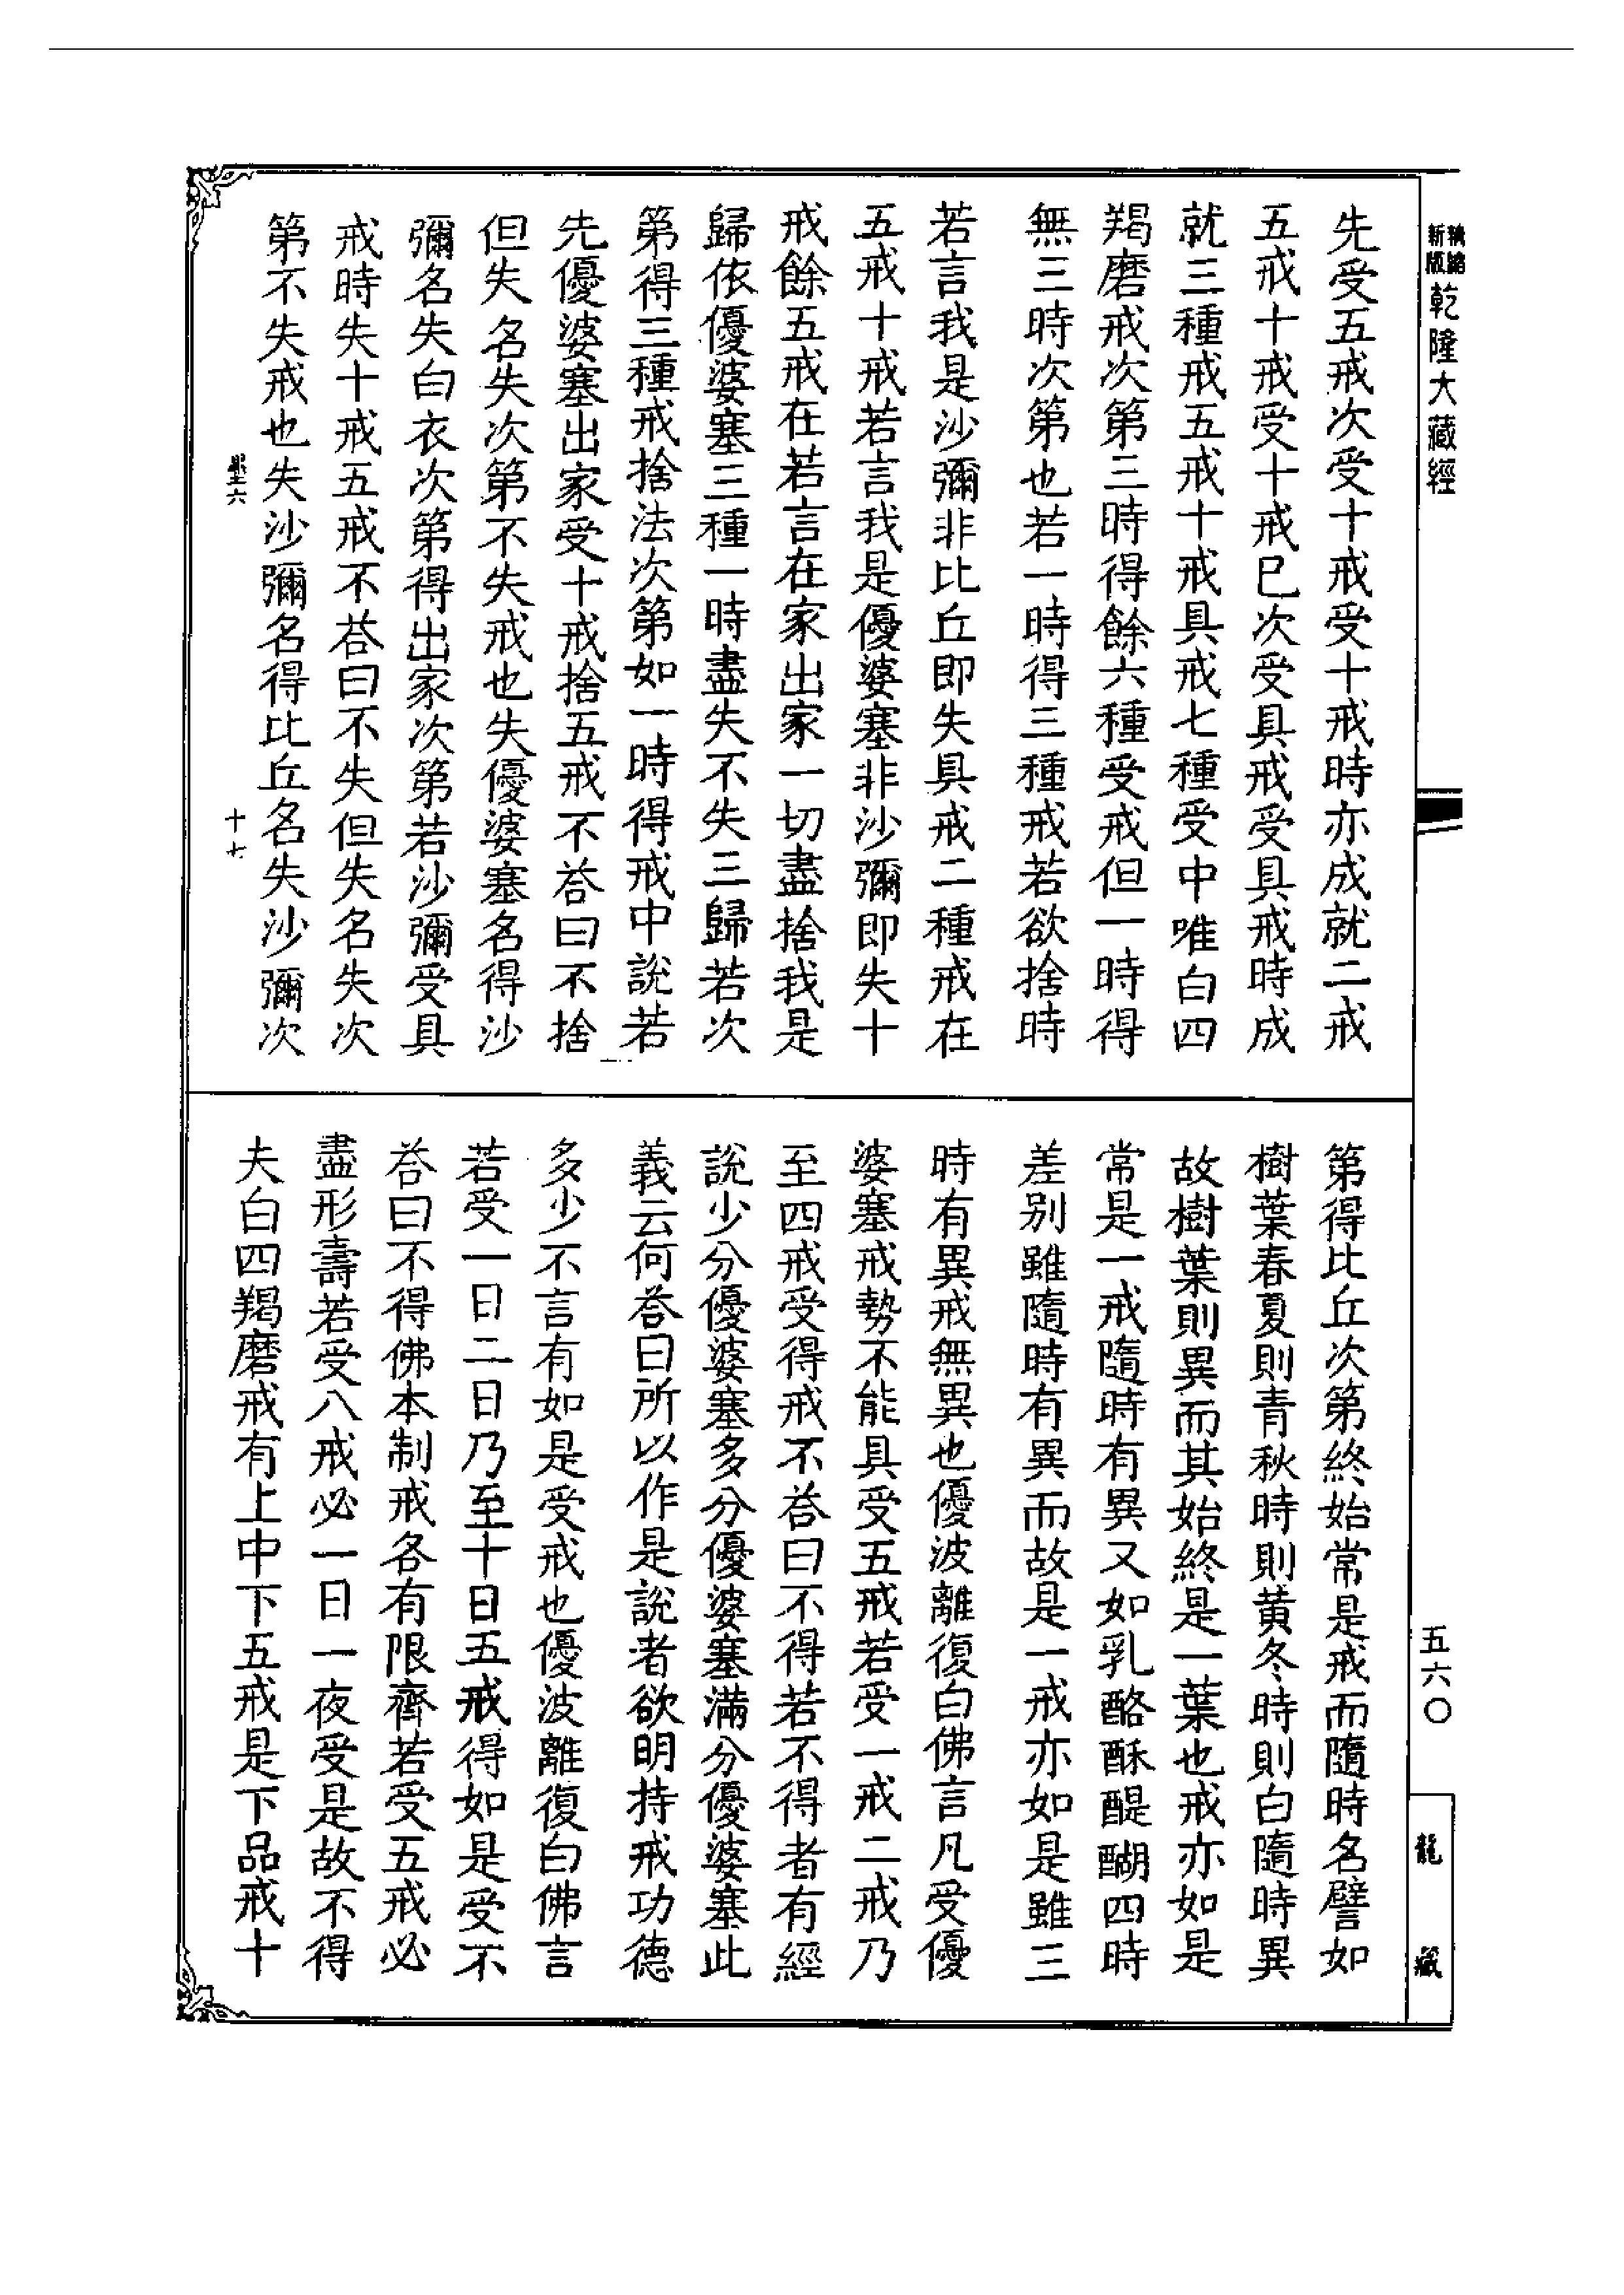 新版
乾隆大藏經
先受五戒次受十戒受十戒時亦成就二戒
五戒十戒受十戒已次受具戒受具戒時成
就三種戒五戒十戒具戒七種受中唯白四
羯磨戒次第三時得餘六種受戒但一時得
無三時次第也若一時得三種戒若欲捨時
若言我是沙彌非比丘即失具戒二種戒在
五戒十戒若言我是優婆塞非沙彌即失十
戒餘五戒在若言在家出家一切盡捨我是
歸依優婆塞三種一時盡失不失三歸若次
第得三種戒捨法次第如一時得戒中說若
先優婆塞出家受十戒捨五戒不荅曰不捨
但失名失次第不失戒也失優婆塞名得沙
彌名失白衣次第得出家次第若沙彌受具
戒時失十戒五戒不荅曰不失但失名失次
第不失戒也失沙彌名得比丘名失沙彌次
六
十七
第得比丘次第終始常是戒而隨時名譬如
樹葉春夏則青秋時則黃冬時則白隨時異
故樹葉則異而其始終是一葉也戒亦如是
常是一戒隨時有異又如乳酪酥醍醐四時
差别雖隨時有異而故是一戒亦如是雖三
時有異戒無異也優波離復白佛言凡受優
婆塞戒勢不能具受五戒若受一戒二戒乃
至四戒受得戒不荅曰不得若不得者有經
說少分優婆塞多分優婆塞滿分優婆塞此
義云何荅曰所以作是說者欲明持戒功德
多少不言有如是受戒也優波離復白佛言
若受一日二日乃至十日五戒得如是受不
荅曰不得佛本制戒各有限齊若受五戒必
盡形壽若受八戒必一日一夜受是故不得
夫白四羯磨戒有上中下五戒是下品戒十
五六〇
龍藏